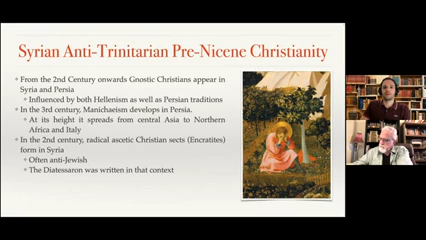 Syrian Anti-Trinitarian Pre-Nicene Christianity
From the 2nd Century onwards Gnostic Christians appear in
Syria and Persia
Influenced by both Hellenism as well as Persian traditions
In the 3rd century, Manichaeism develops in Persia.
At its height it spreads from central Asia to Northern
Africa and Italy
In the 2nd century, radical ascetic Christian sects (Encratites)
form in Syria
Often anti-Jewish
The Diatessaron was written in that context